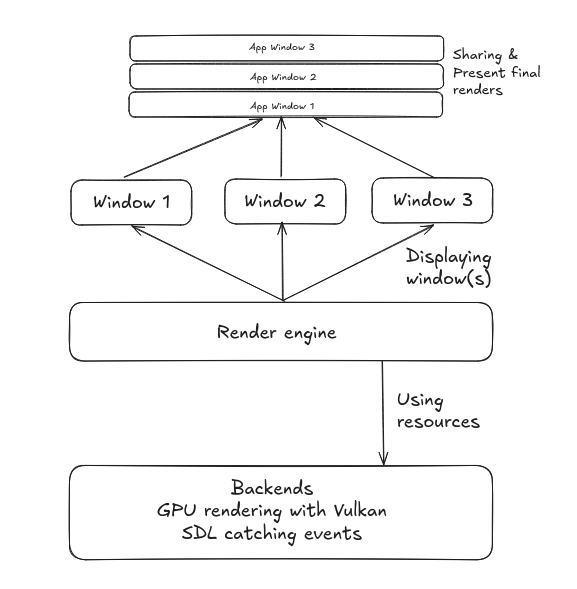 App Window 3
App Window 2
App Window 1
Sharing &
Present final
renders
Window 1
Window 2
Window 3
Displaying
window(s)
Render engine
Using
resources
Backends
GPU rendering with Vulkan
SDL catching events